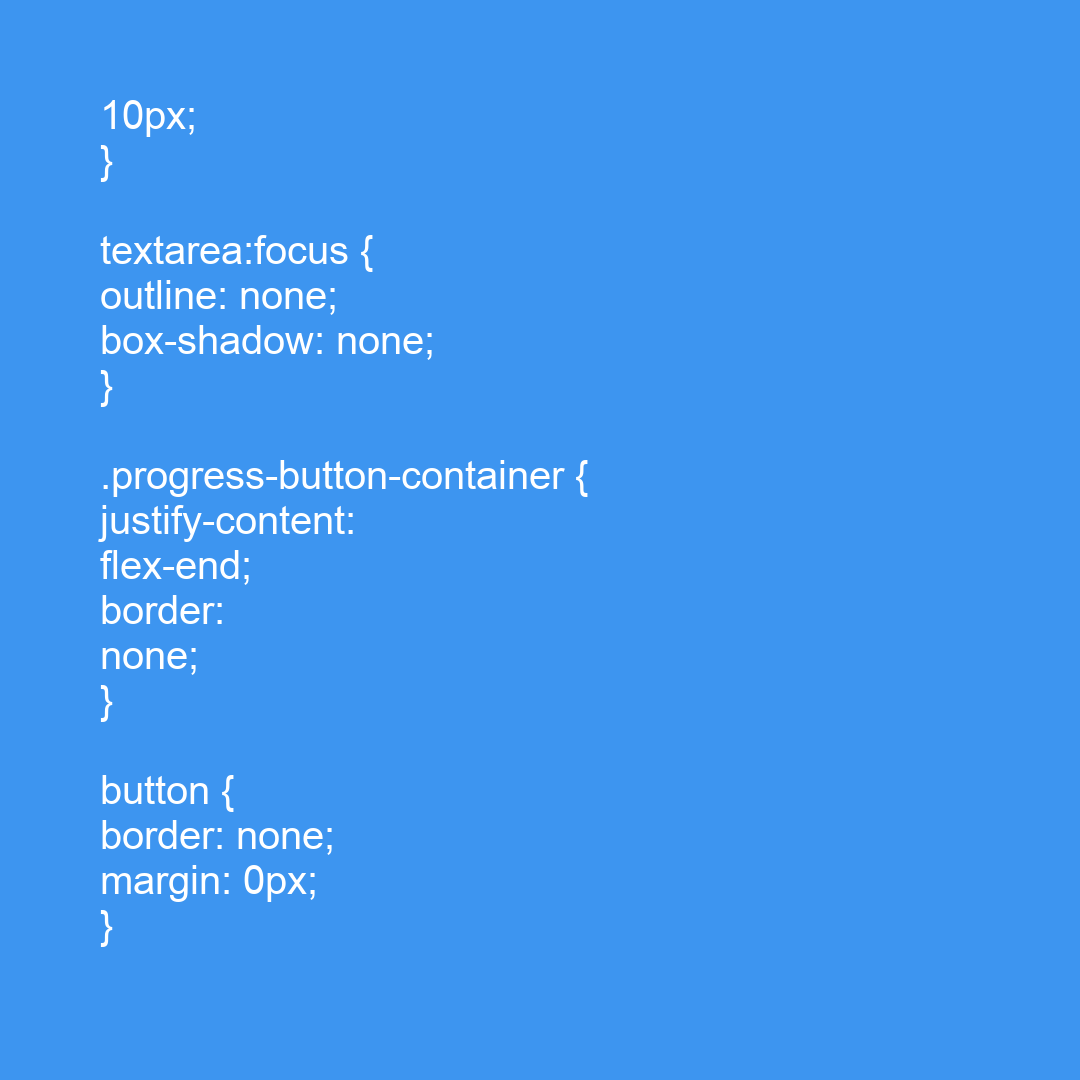 10px;
}

textarea:focus {
outline: none;
box-shadow: none;
}

.progress-button-container {
justify-content:
flex-end;
border:
none;
}

button {
border: none;
margin: 0px;
}